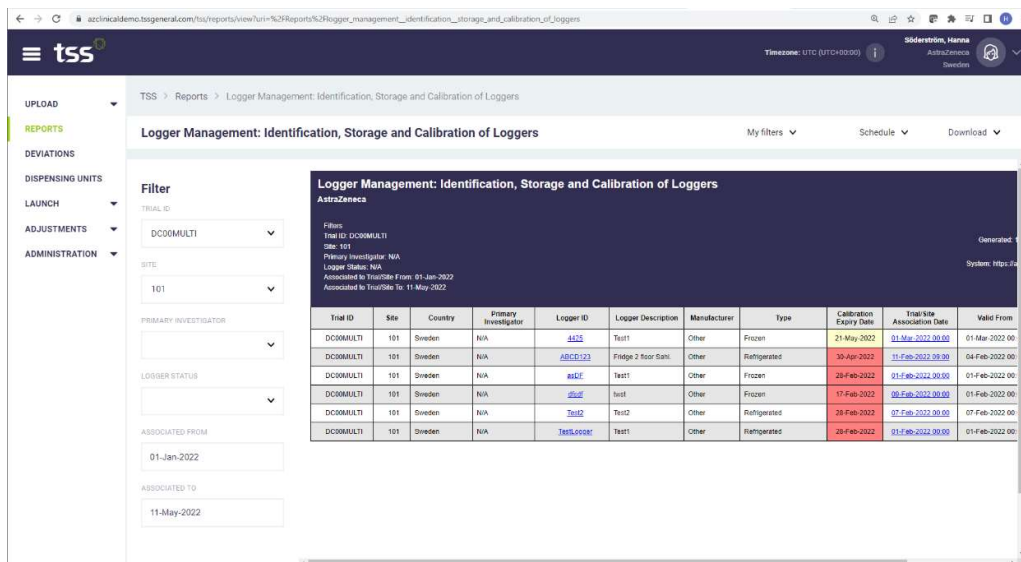 azclinicaldemo.tssgeneral.com/tss/reports/view?uri=%2FReports%2Flogger_management__identification__storage_and_calibration_of_loggers
H
tss
Timezone: UTC (UTC+00:00) i
Söderström, Hanna
AstraZeneca
Sweden
UPLOAD
REPORTS
DEVIATIONS
DISPENSING UNITS
LAUNCH
ADJUSTMENTS
ADMINISTRATION
TSS > Reports > Logger Management: Identification, Storage and Calibration of Loggers
Logger Management: Identification, Storage and Calibration of Loggers
My filters Schedule Download
Filter
TRIAL ID
DC00MULTI
SITE
101
PRIMARY INVESTIGATOR
LOGGER STATUS
ASSOCIATED FROM
01-Jan-2022
ASSOCIATED TO
11-May-2022
Logger Management: Identification, Storage and Calibration of Loggers
AstraZeneca
Filters
Trial ID: DC00MULTI
Site: 101
Primary Investigator: N/A
Logger Status: N/A
Associated to Trial/Site From: 01-Jan-2022
Associated to Trial/Site To: 11-May-2022
Generated: 1
System: https://a
Trial ID Site Country Primary Investigator Logger ID Logger Description Manufacturer Type Calibration Expiry Date Trial/Site Association Date Valid From
DC00MULTI 101 Sweden N/A 4425 Test1 Other Frozen 21-May-2022 01-Mar-2022 00:00 01-Mar-2022 00:
DC00MULTI 101 Sweden N/A ABCD123 Fridge 2 floor Sahl. Other Refrigerated 30-Apr-2022 11-Feb-2022 09:00 04-Feb-2022 00:
DC00MULTI 101 Sweden N/A asDF Test1 Other Frozen 28-Feb-2022 01-Feb-2022 00:00 01-Feb-2022 00:
DC00MULTI 101 Sweden N/A twst Other Frozen 17-Feb-2022 09-Feb-2022 00:00 01-Feb-2022 00:
DC00MULTI 101 Sweden N/A Test2 Test2 Other Refrigerated 28-Feb-2022 07-Feb-2022 00:00 07-Feb-2022 00:
DC00MULTI 101 Sweden N/A TestLogger Test1 Other Refrigerated 28-Feb-2022 01-Feb-2022 00:00 01-Feb-2022 00: